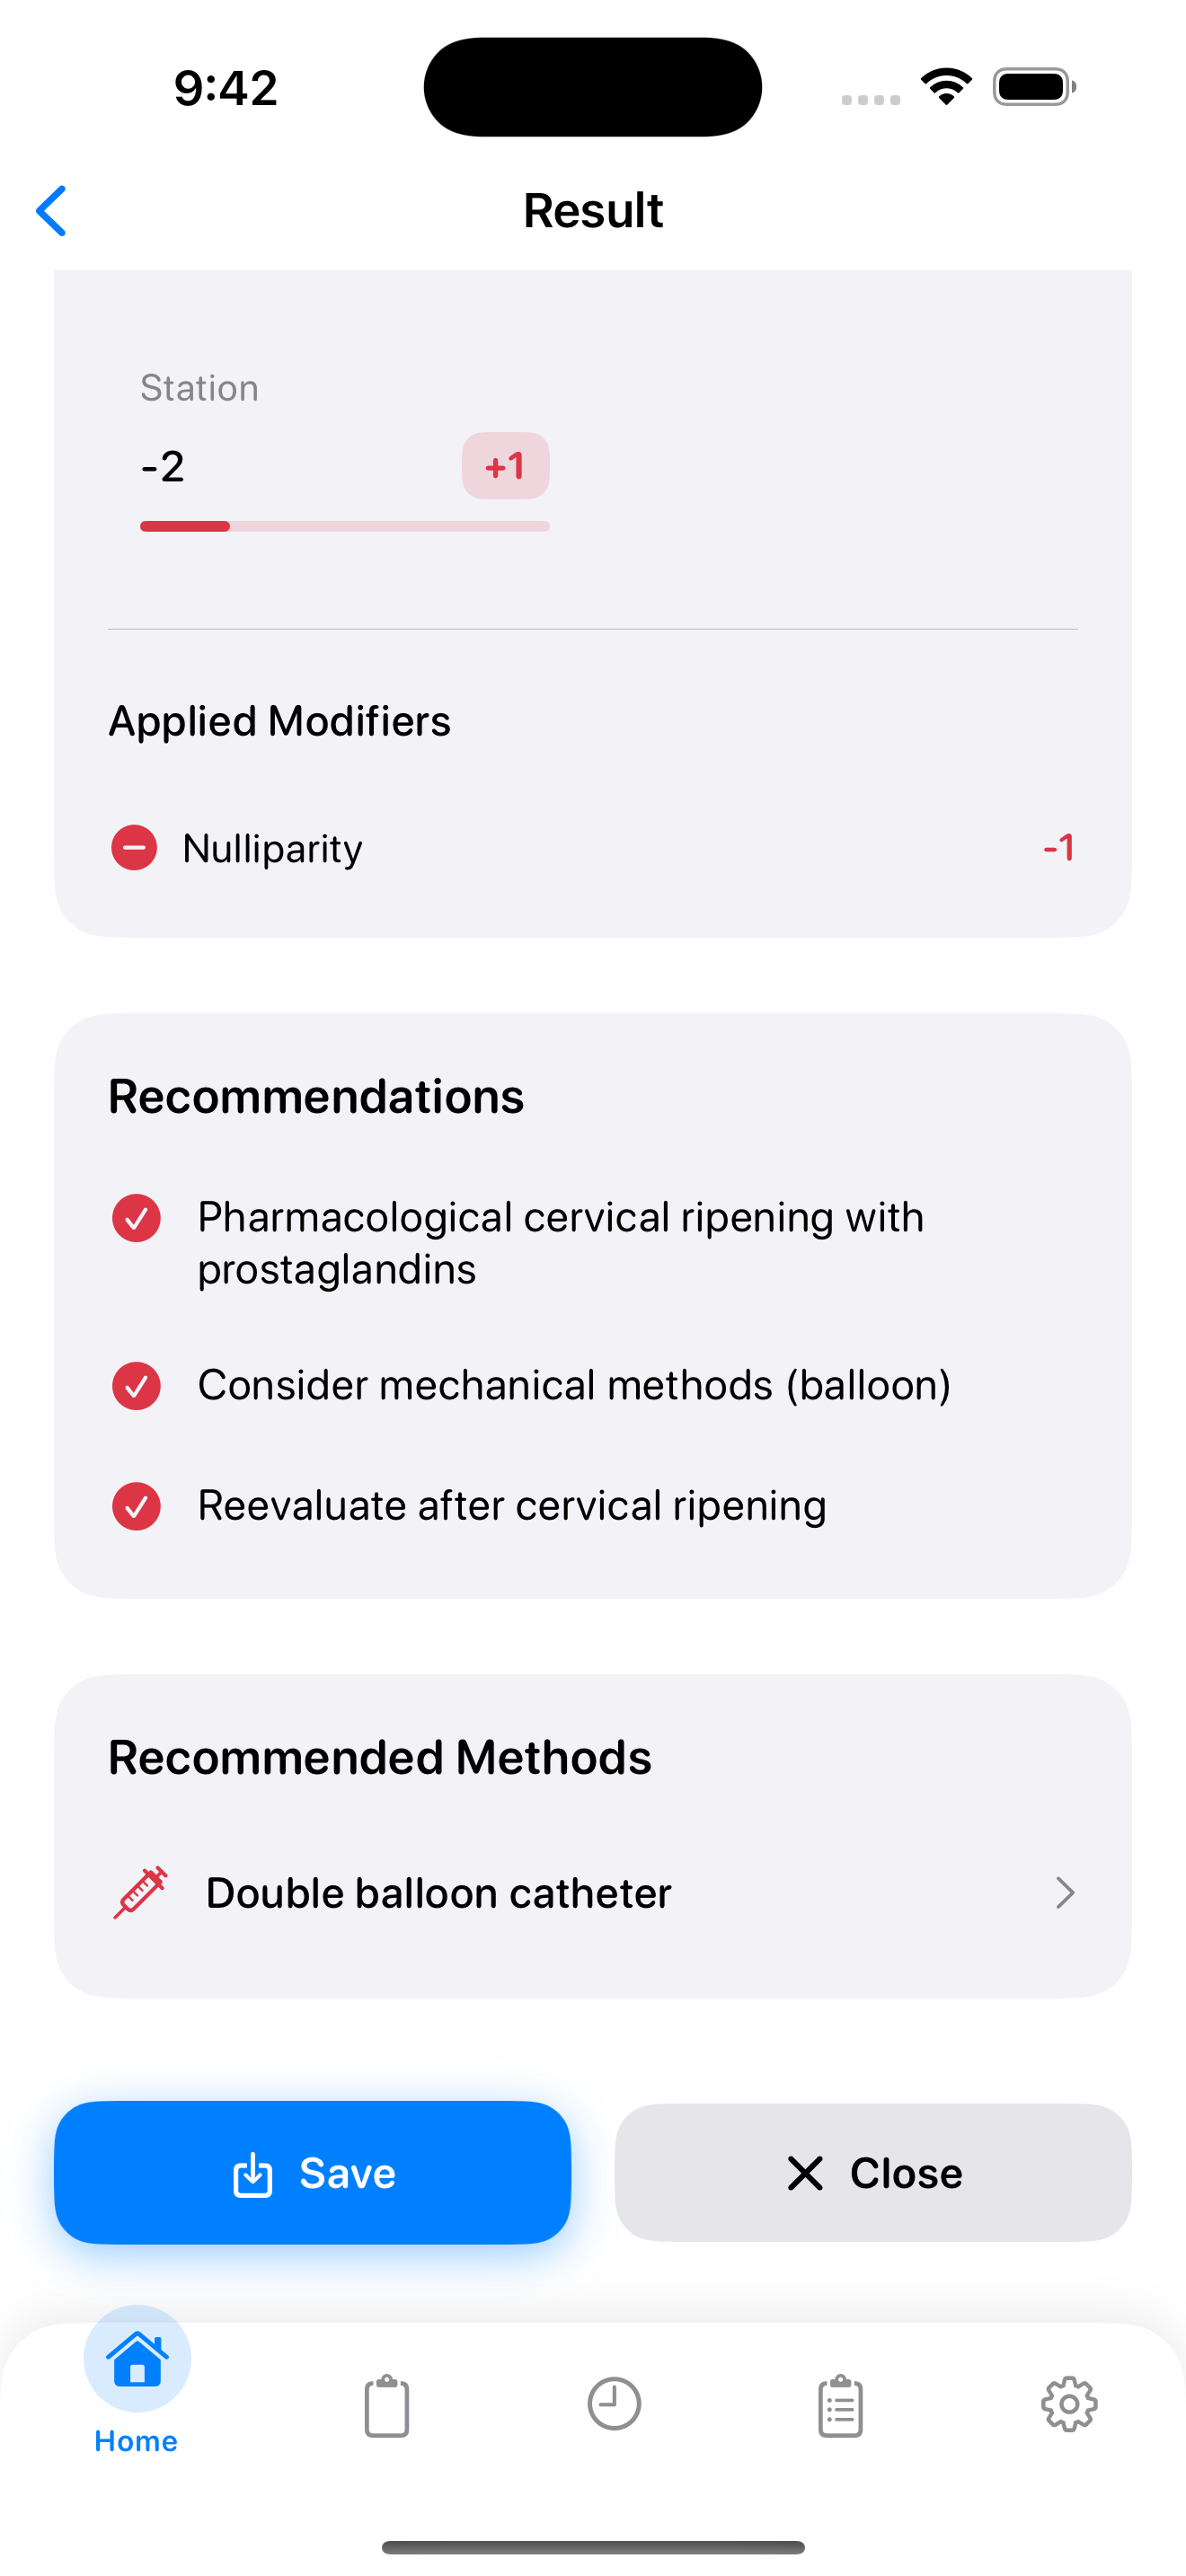 9:42
Result
Station
-2
+1
Applied Modifiers
Nulliparity
-1
Recommendations
Pharmacological cervical ripening with
prostaglandins
Consider mechanical methods (balloon)
Reevaluate after cervical ripening
Recommended Methods
Double balloon catheter
Save
Close
Home